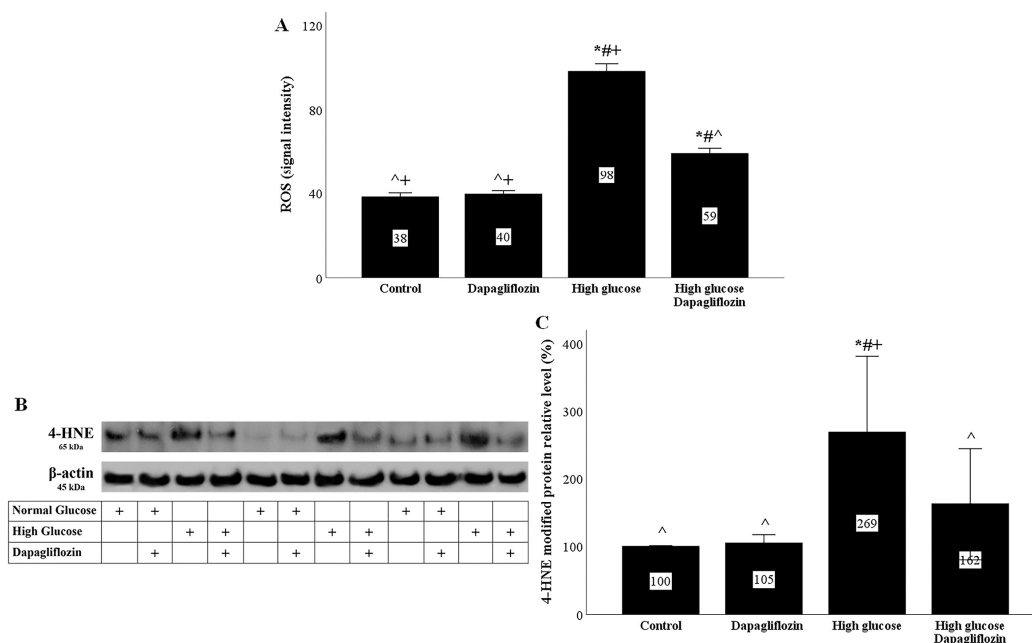 A
ROS (signal intensity)
120
80
40
0
^+
^+
*#+
*#^
38
40
98
59
Control
Dapagliflozin
High glucose
High glucose
Dapagliflozin
B
4-HNE
65 kDa
β-actin
45 kDa
Normal Glucose + + + + + +
High Glucose + + + + + +
Dapagliflozin + + + + + +
C
4-HNE modified protein relative level (%)
400
300
200
100
0
^
^
*#+
^
100
105
269
162
Control
Dapagliflozin
High glucose
High glucose
Dapagliflozin